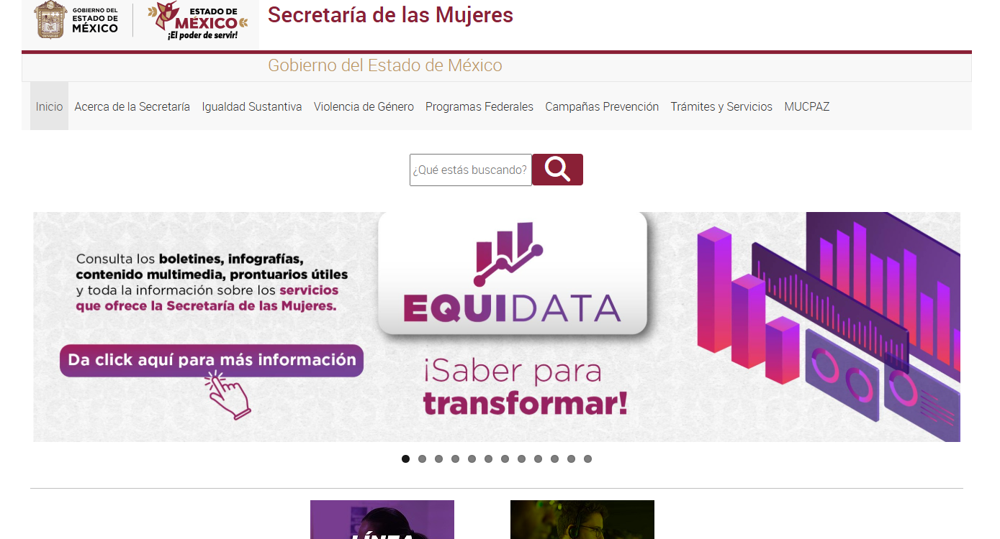 GOBIERNO DEL
ESTADO DE
MÉXICO
ESTADO DE
MÉXICO
¡El poder de servir!
Secretaría de las Mujeres
Gobierno del Estado de México
Inicio Acerca de la Secretaría Igualdad Sustantiva Violencia de Género Programas Federales Campañas Prevención Trámites y Servicios MUCPAZ
¿Qué estás buscando?
Consulta los boletines, infografías,
contenido multimedia, prontuarios útiles
y toda la información sobre los servicios
que ofrece la Secretaría de las Mujeres.
Da click aquí para más información
EQUIDATA
¡Saber para
transformar!
LÍNEA